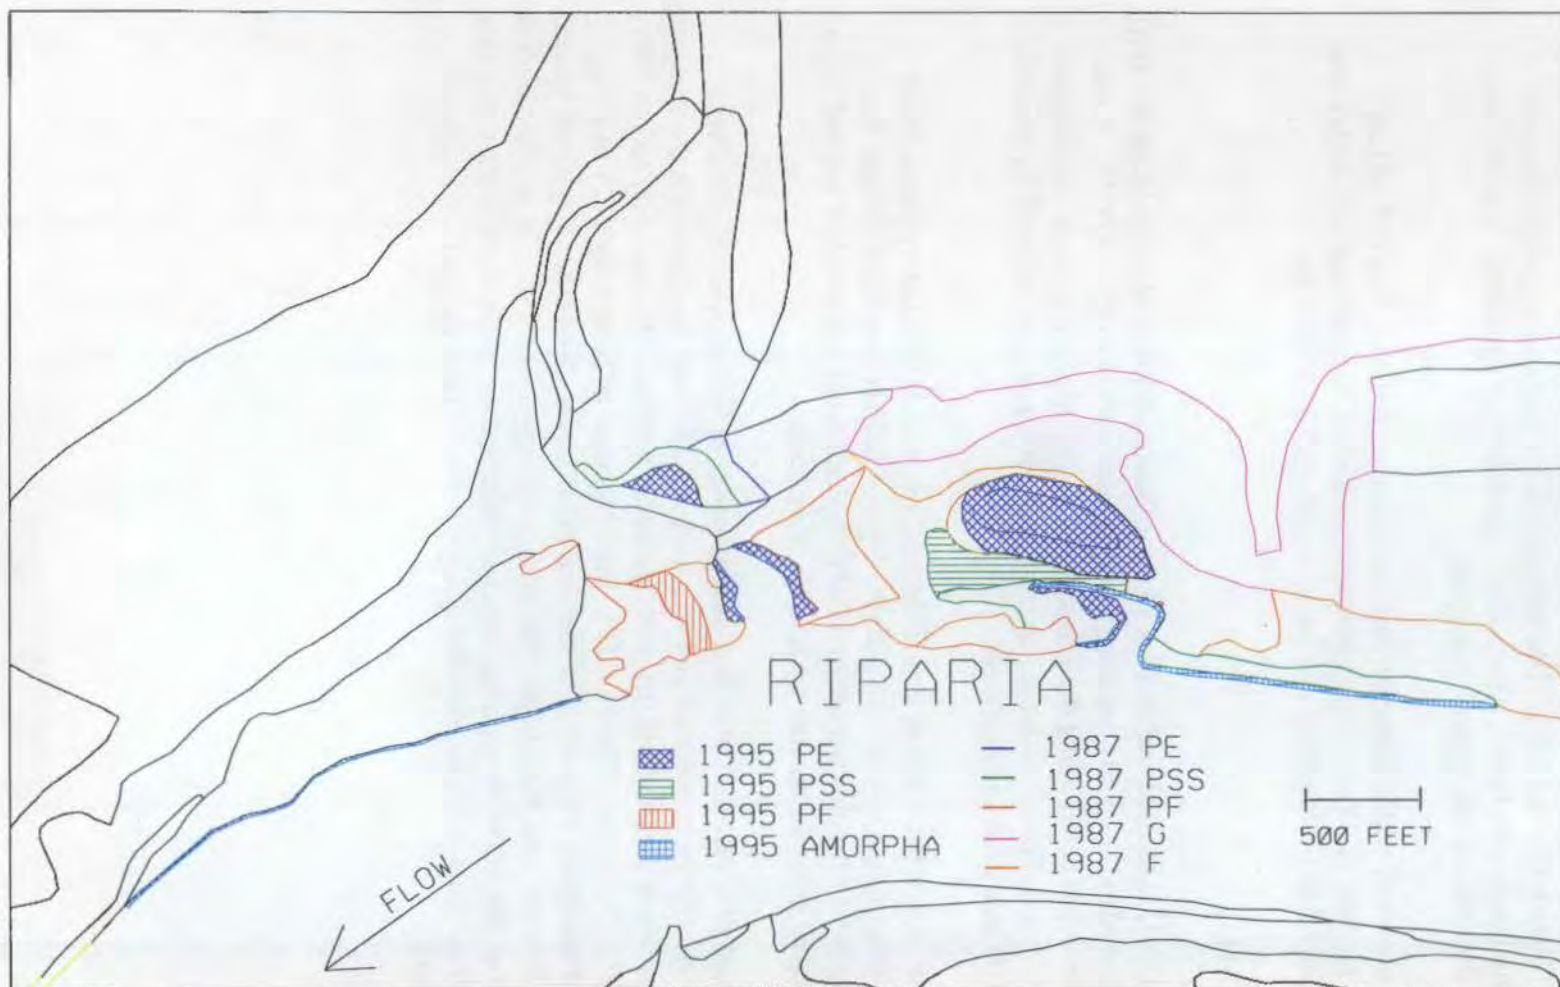 RIPARIA
1995 PE
1995 PSS
1995 PF
1995 AMORPHA
1987 PE
1987 PSS
1987 PF
1987 G
1987 F
500 FEET
FLOW